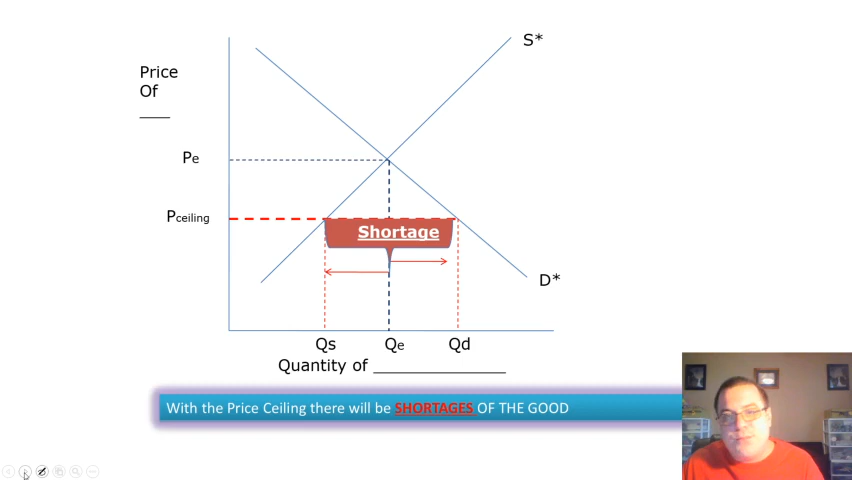 S*
Price
Of
___
Pe
Pceiling
Shortage
D*
Qs Qe Qd
Quantity of _______________
With the Price Ceiling there will be SHORTAGES OF THE GOOD